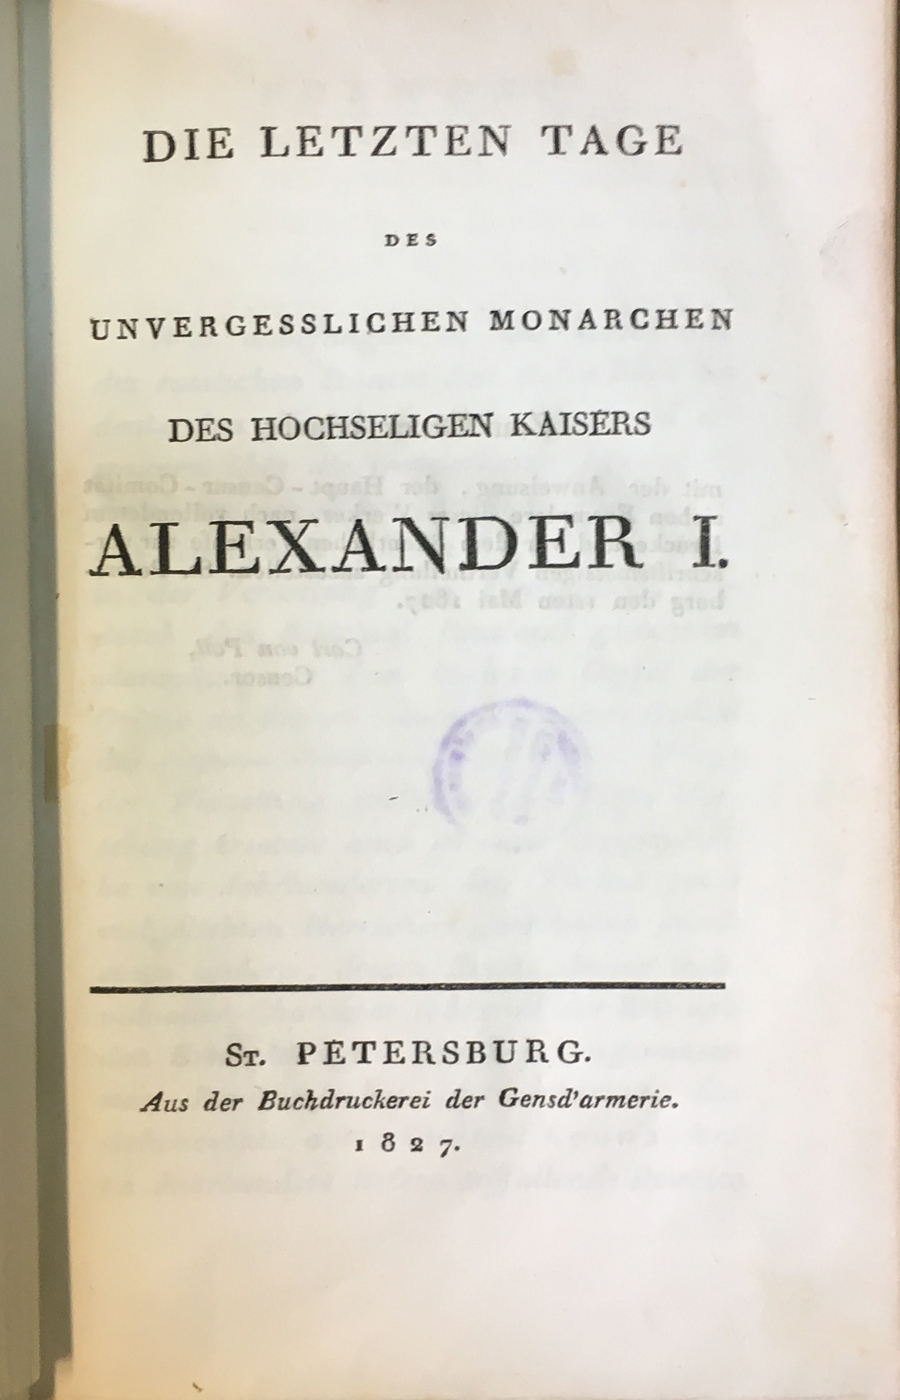 DIE LETZTEN TAGE
DES
UNVERGESSLICHEN MONARCHEN
DES HOCHSELIGEN KAISERS
ALEXANDER I.
St. PETERSBURG.
Aus der Buchdruckerei der Gensd'armerie.
1827.